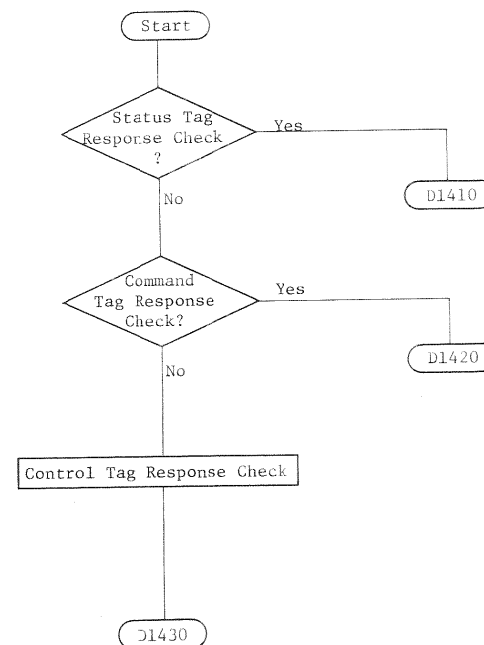 Start
Status Tag
Response Check
?
Yes
No
D1410
Command
Tag Response
Check?
Yes
No
D1420
Control Tag Response Check
D1430